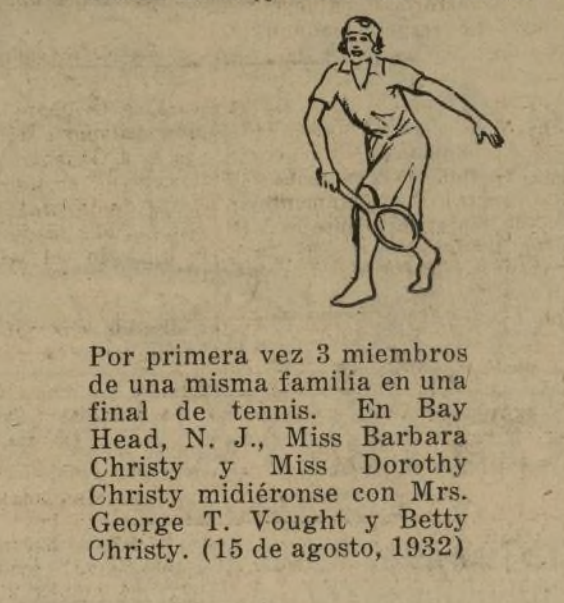 Por primera vez 3 miembros
de una misma familia en una
final de tennis. En Bay
Head, N. J., Miss Barbara
Christy y Miss Dorothy
Christy midiéronse con Mrs.
George T. Vought y Betty
Christy. (15 de agosto, 1932)